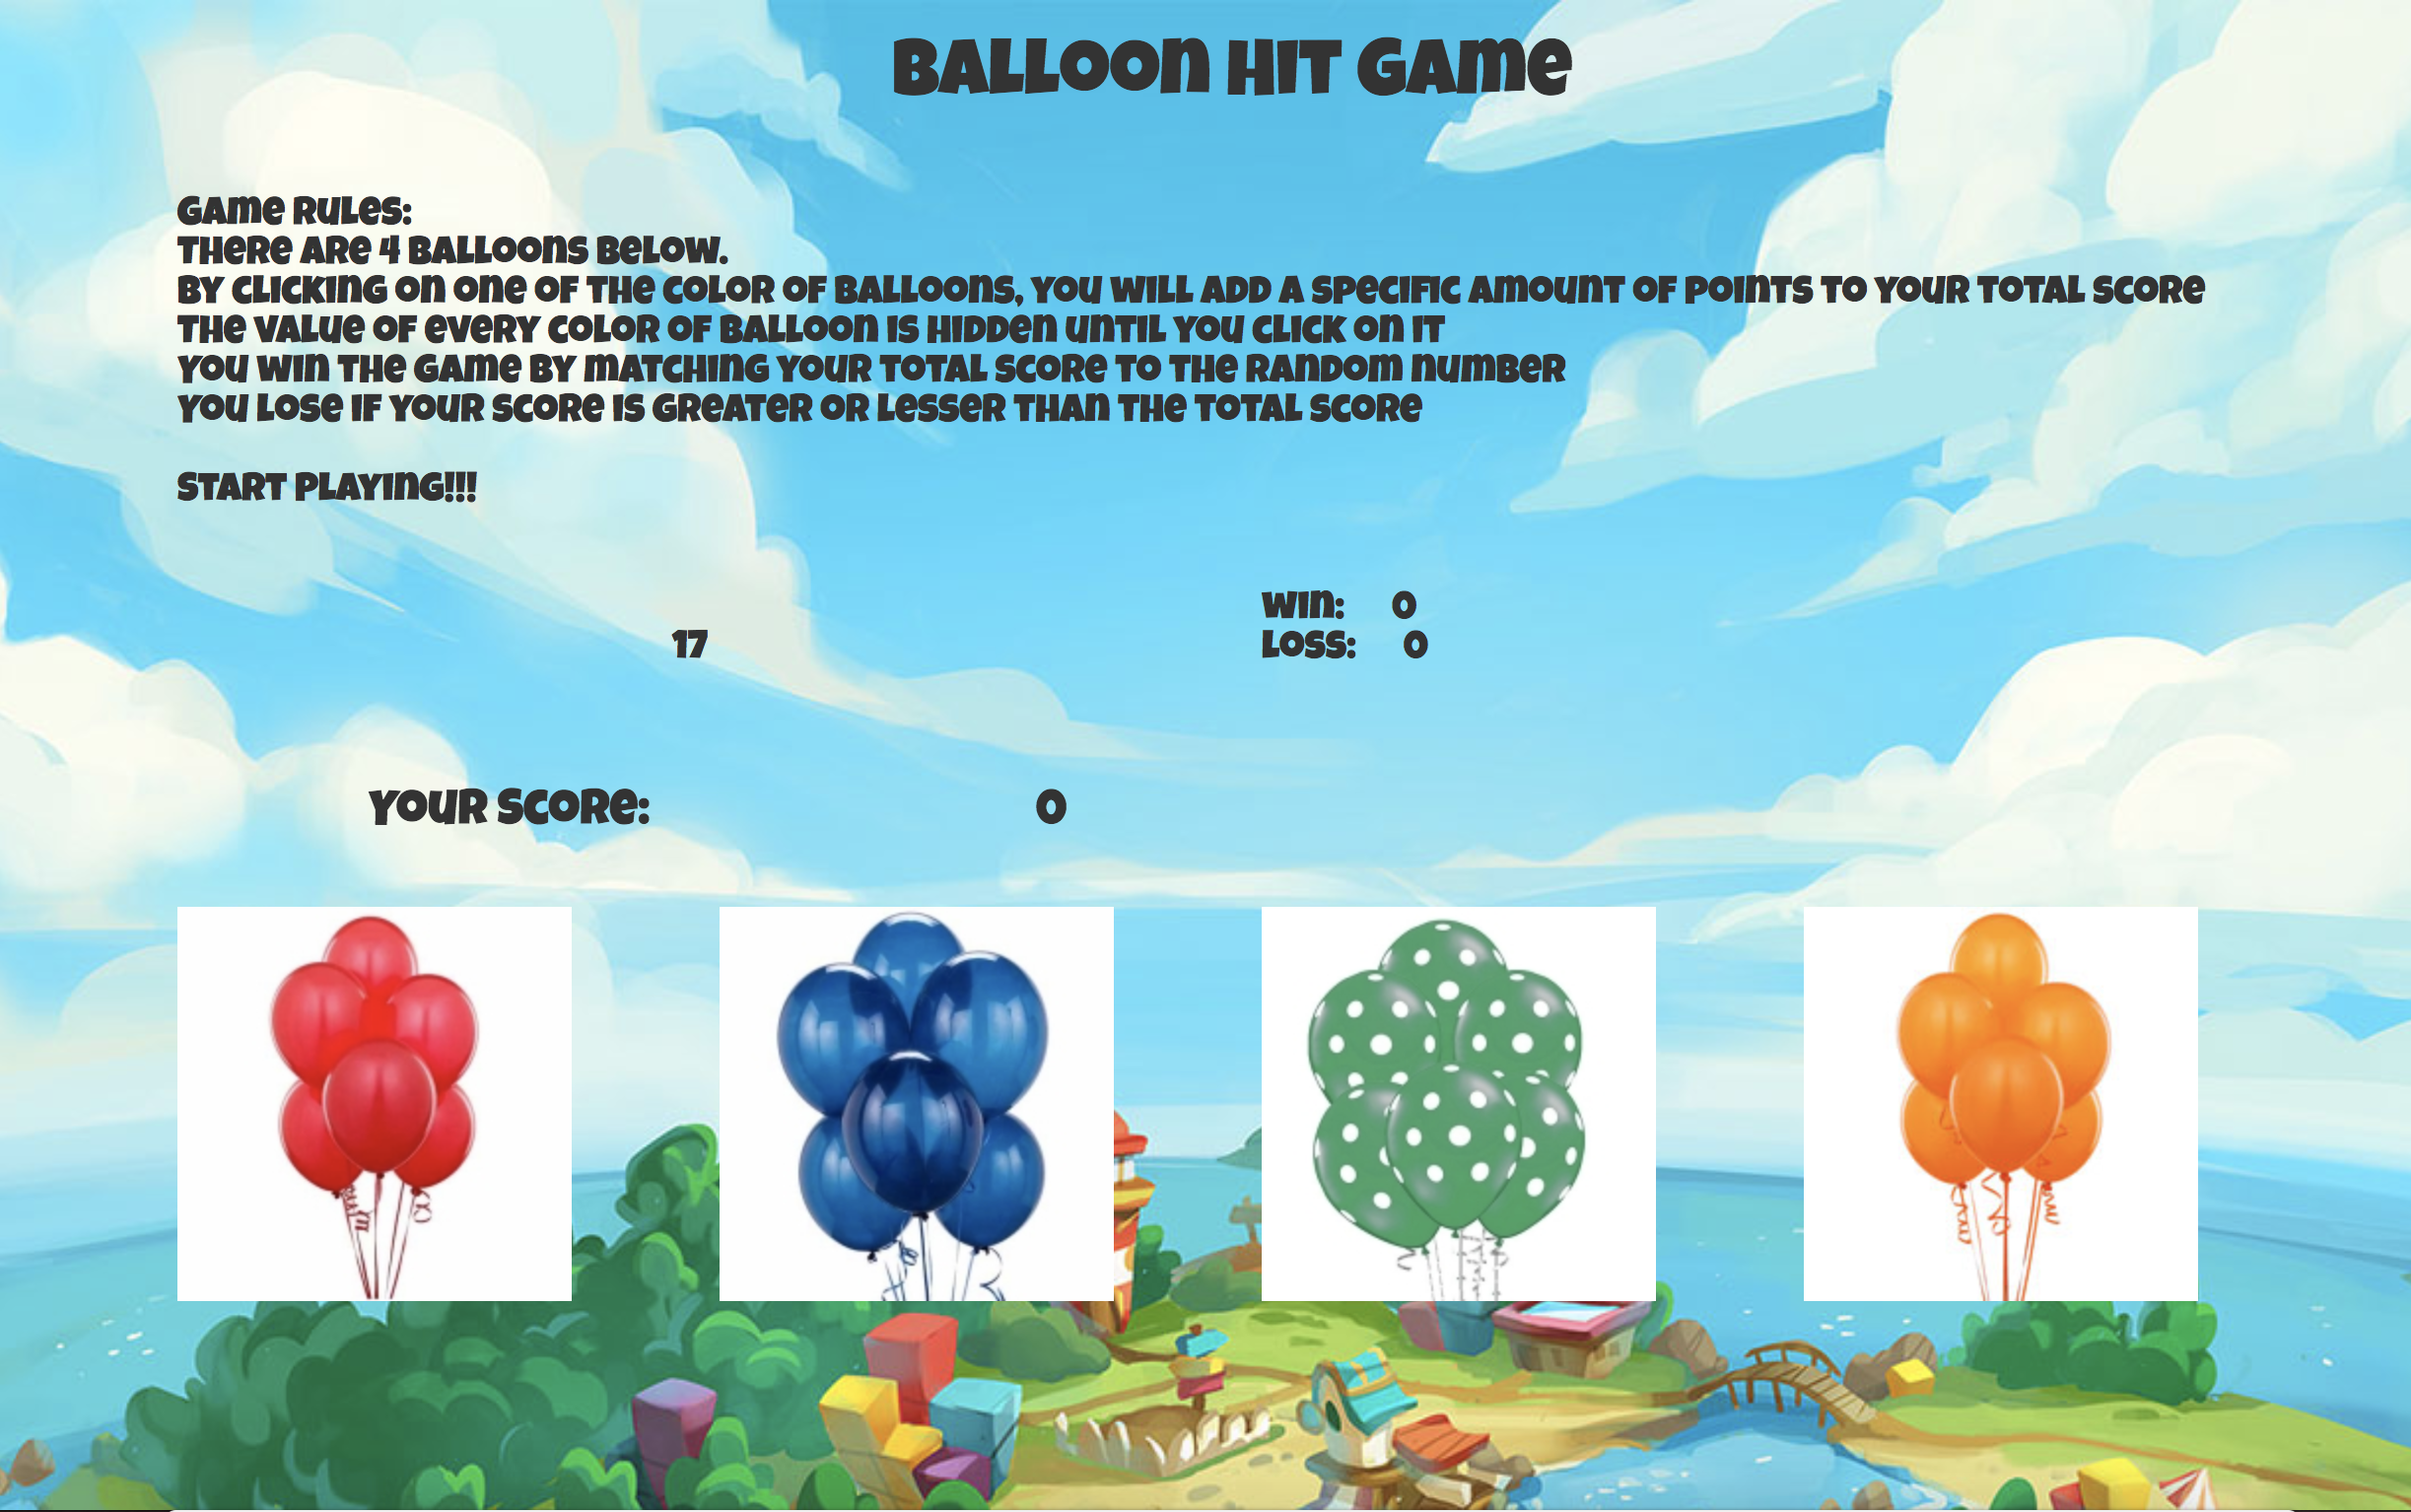 BALLOON HIT GAME
GAME RULES:
THERE ARE 4 BALLOONS BELOW.
BY CLICKING ON ONE OF THE COLOR OF BALLOONS, YOU WILL ADD A SPECIFIC AMOUNT OF POINTS TO YOUR TOTAL SCORE
THE VALUE OF EVERY COLOR OF BALLOON IS HIDDEN UNTIL YOU CLICK ON IT
YOU WIN THE GAME BY MATCHING YOUR TOTAL SCORE TO THE RANDOM NUMBER
YOU LOSE IF YOUR SCORE IS GREATER OR LESSER THAN THE TOTAL SCORE
START PLAYING!!!
WIN: 0
17
LOSS: 0
YOUR SCORE: 0